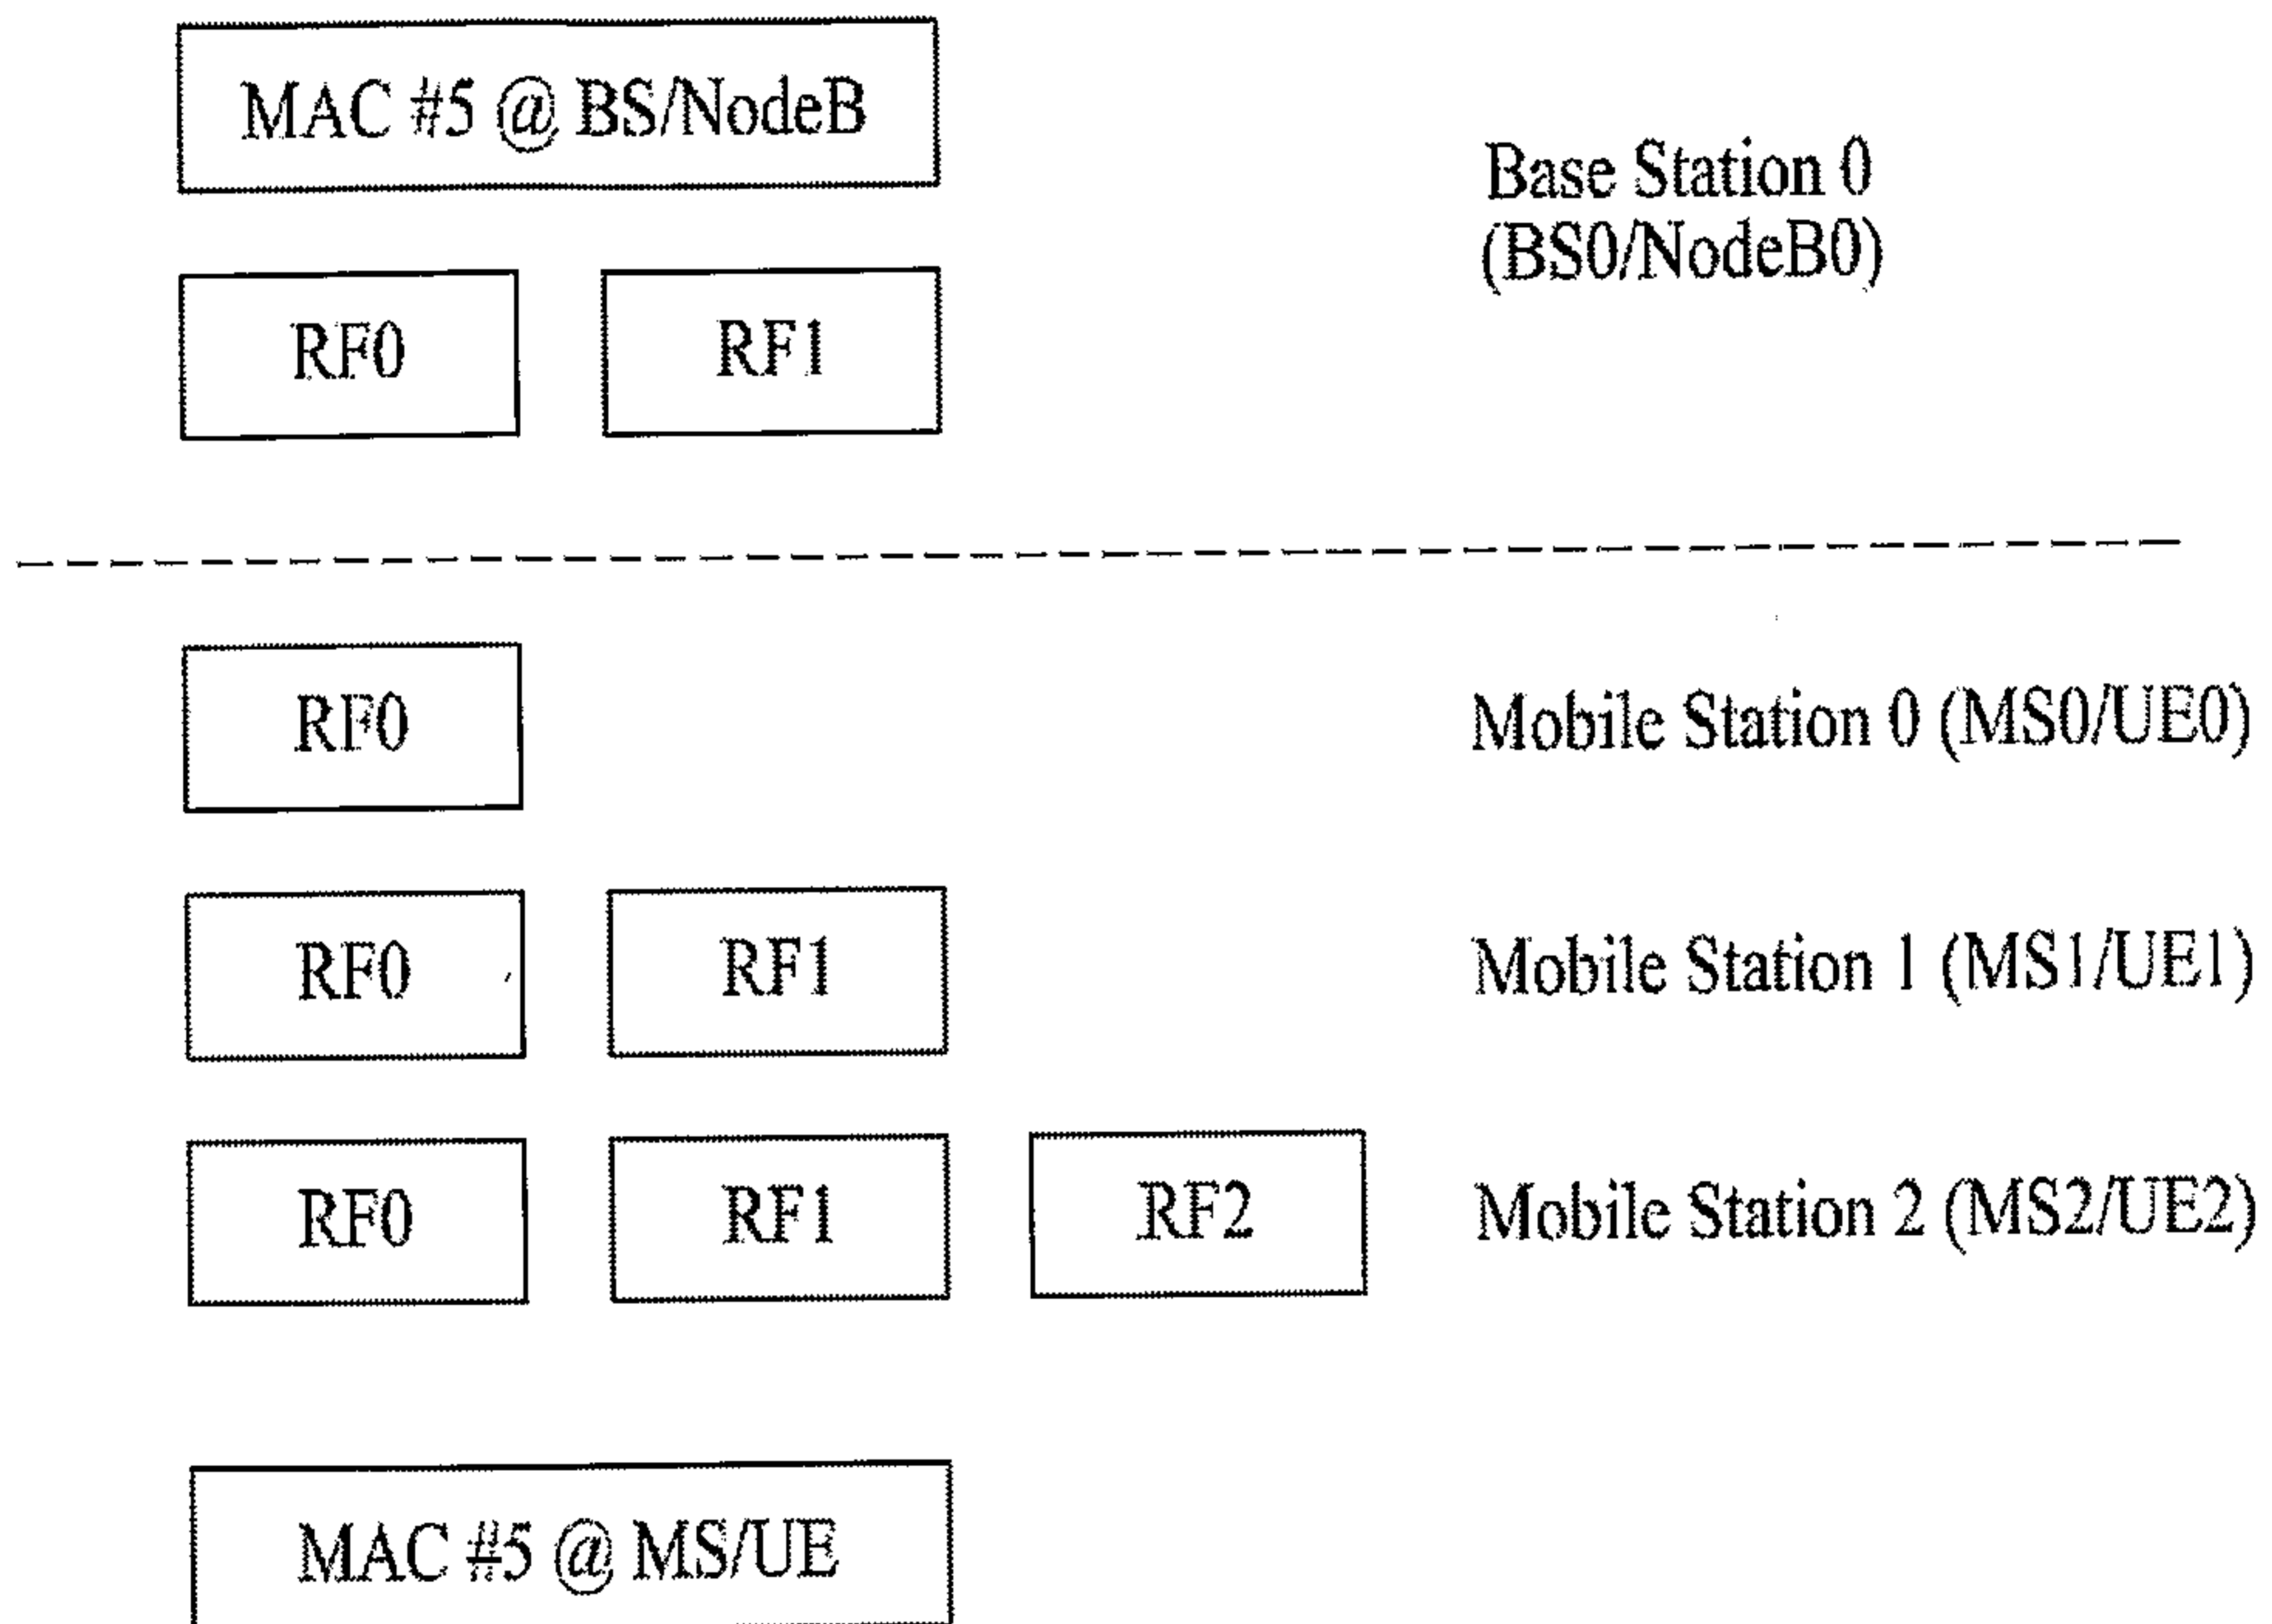 MAC #5 @ BS/NodeB
Base Station 0
(BS0/NodeB0)
RF0 RF1
RF0 Mobile Station 0 (MS0/UE0)
RF0 RF1 Mobile Station 1 (MS1/UE1)
RF0 RF1 RF2 Mobile Station 2 (MS2/UE2)
MAC #5 @ MS/UE